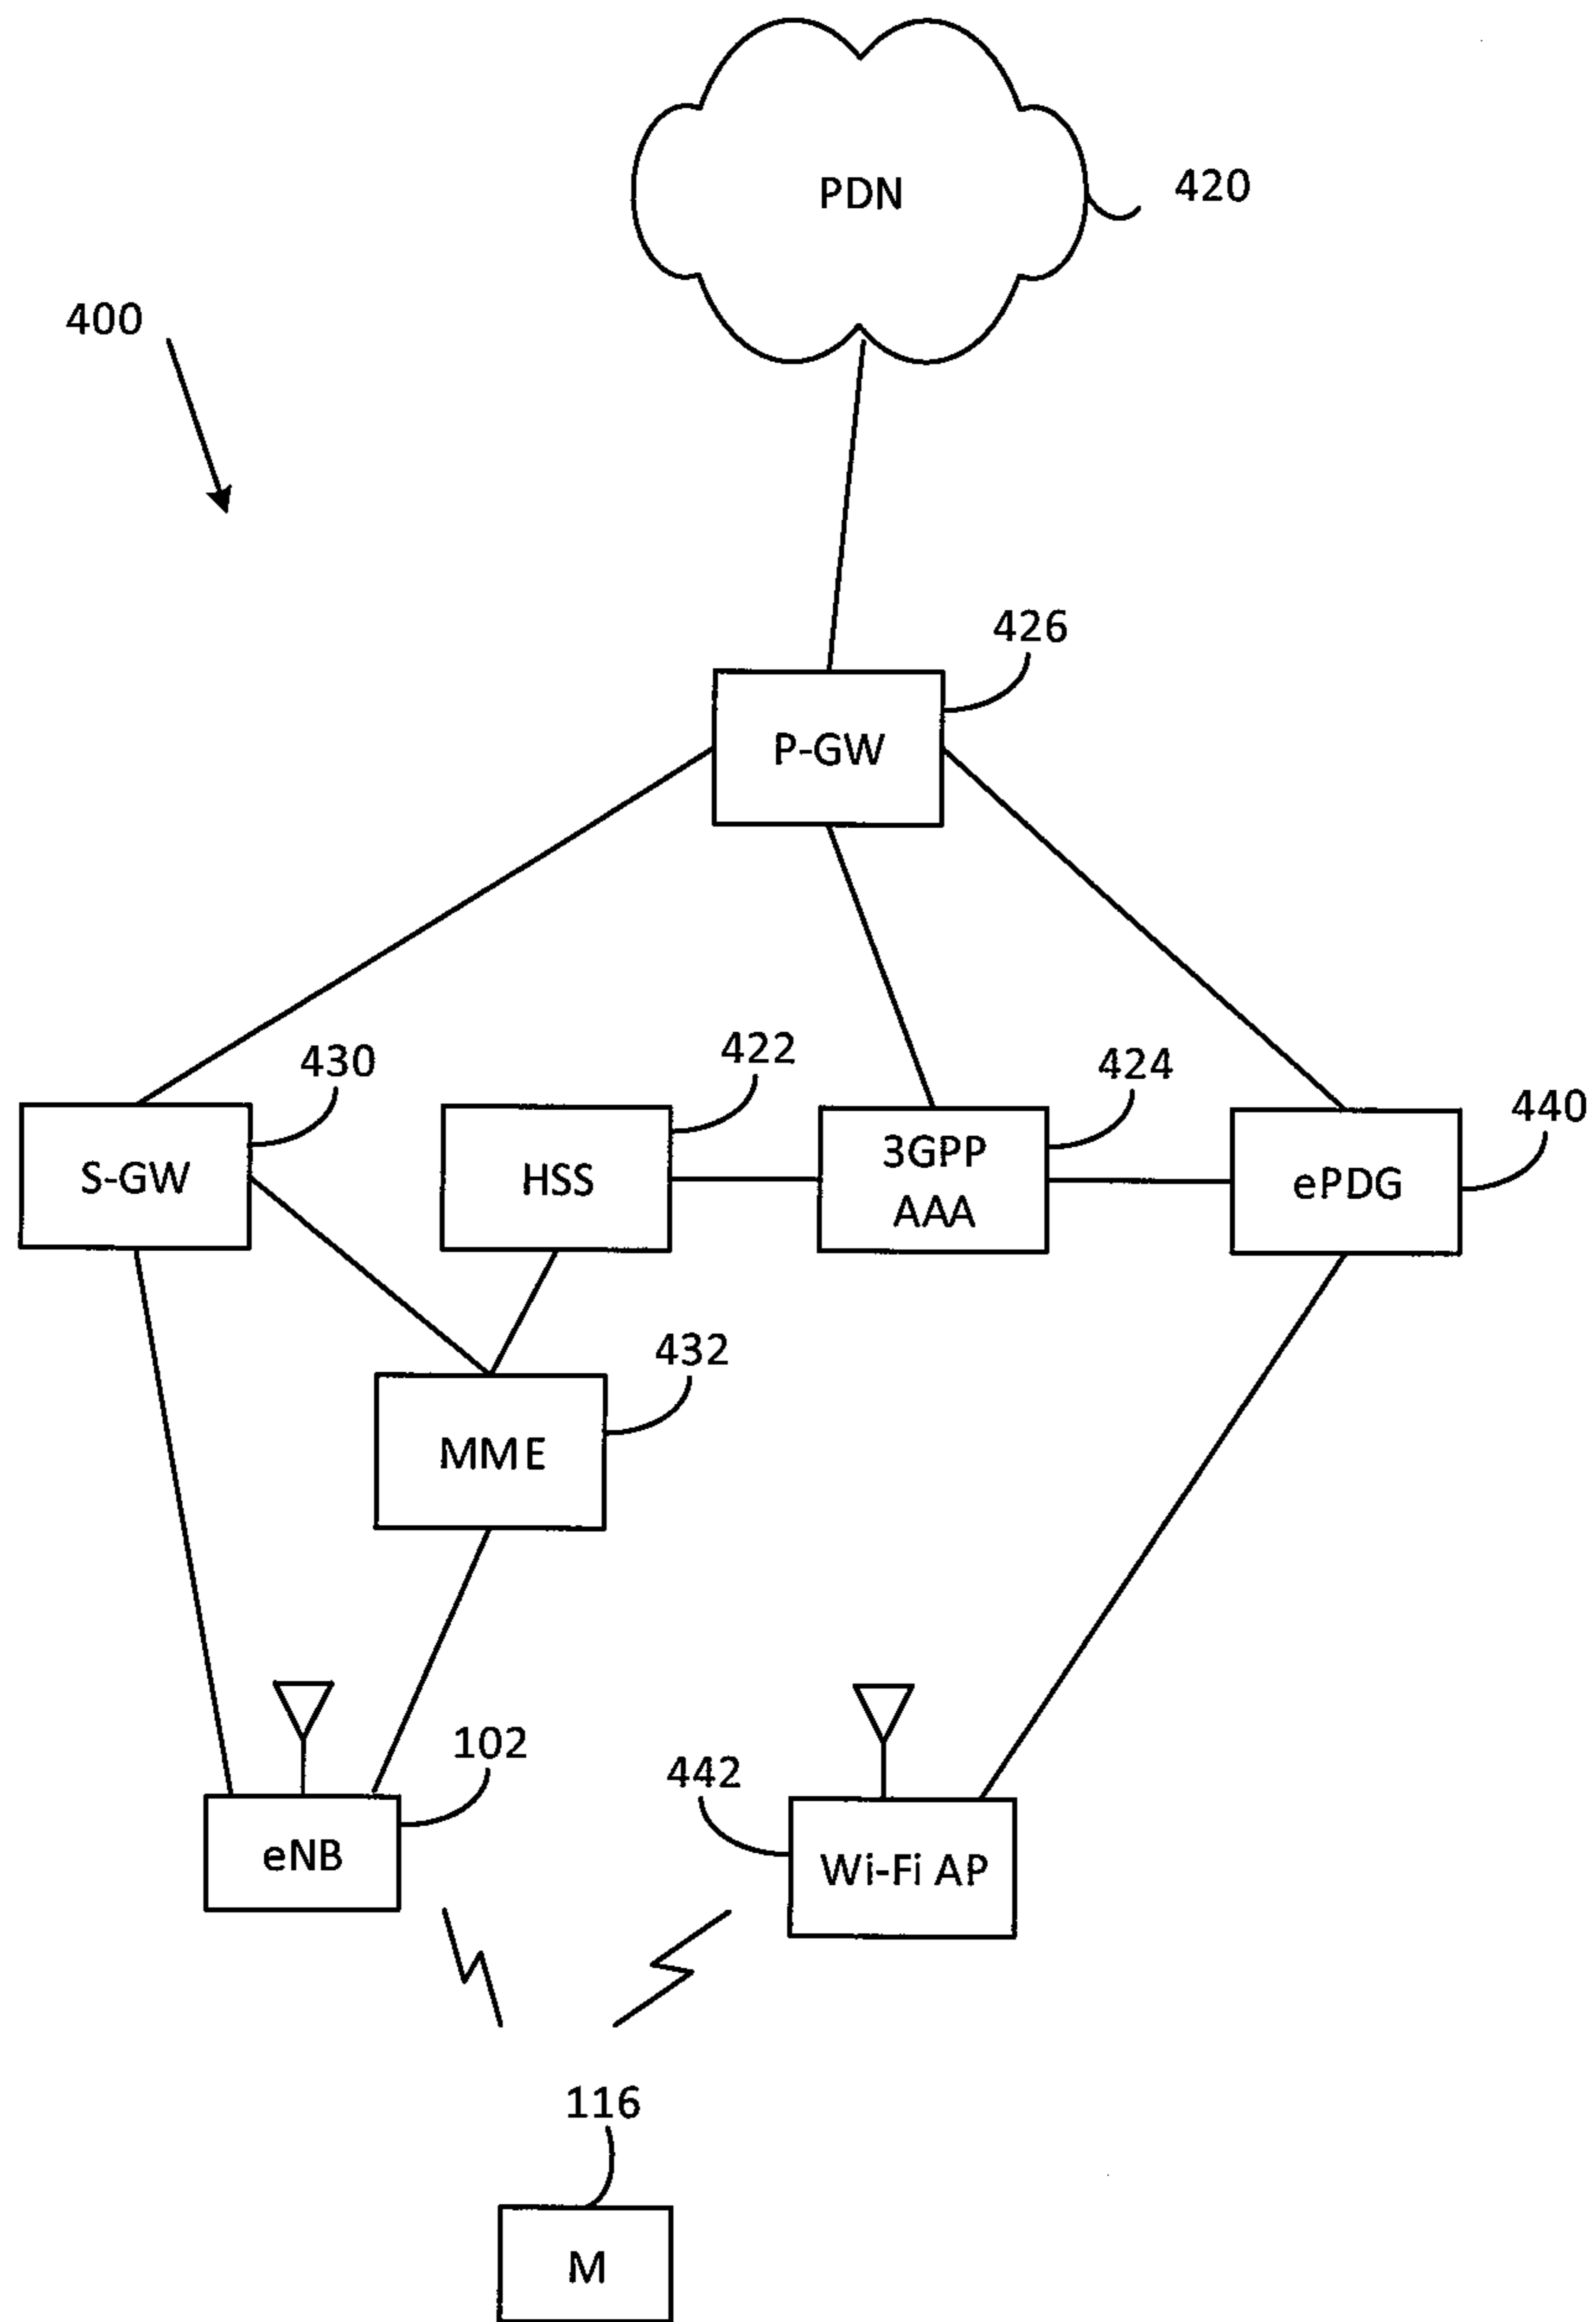 PDN
420
400
426
P-GW
430
422
424
440
S-GW
HSS
3GPP
AAA
ePDG
432
MME
102
442
eNB
Wi-Fi AP
116
M